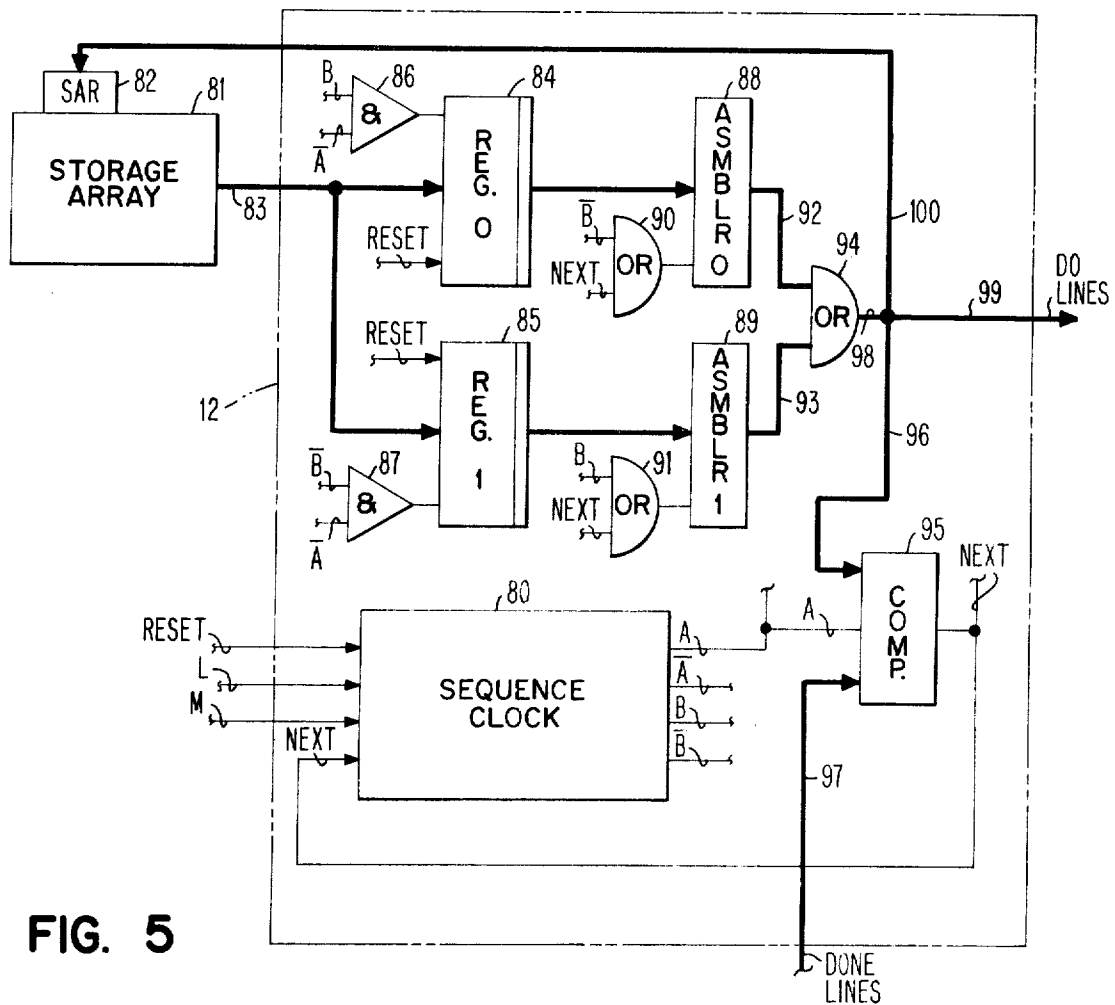 SAR
82
81
STORAGE
ARRAY
83
B
A̅
&
86
84
REG. 0
RESET
88
ASMBLR 0
B̅
NEXT
OR
90
92
94
OR
98
100
99
DO
LINES
12
RESET
85
REG. 1
B̅
A̅
&
87
89
ASMBLR 1
B
NEXT
OR
91
93
96
95
COMP.
NEXT
A
80
RESET
L
M
NEXT
SEQUENCE
CLOCK
A
A̅
B
B̅
97
FIG. 5
DONE
LINES